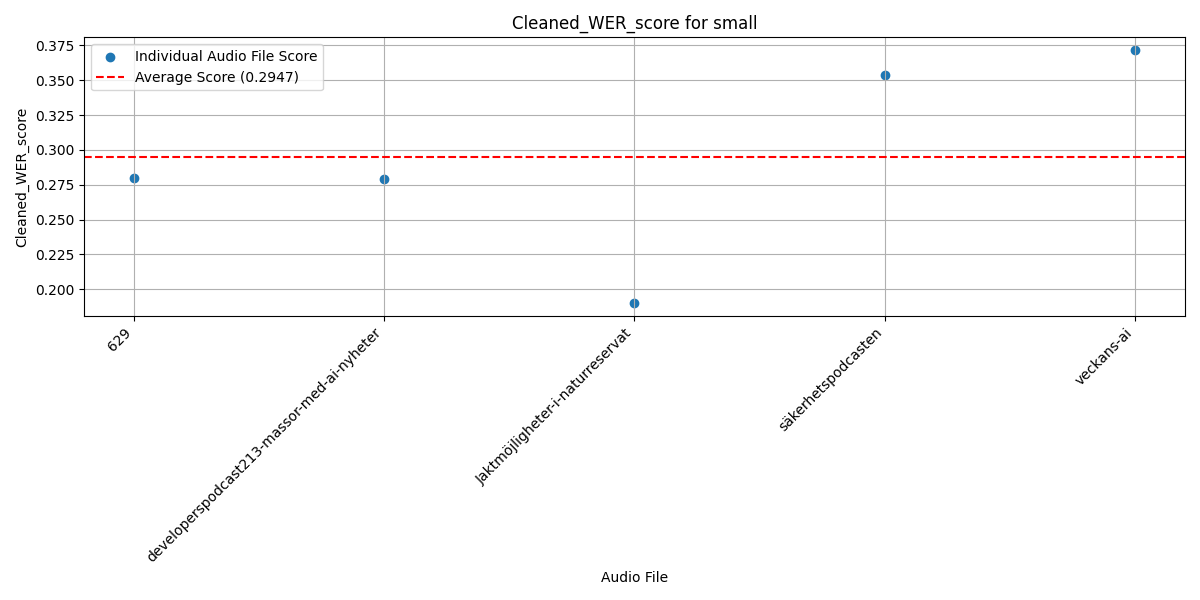 Cleaned_WER_score for small
Individual Audio File Score
Average Score (0.2947)
Cleaned_WER_score
0.375
0.350
0.325
0.300
0.275
0.250
0.225
0.200
629
developerspodcast213-massor-med-ai-nyheter
Jaktmöjligheter-i-naturreservat
säkerhetspodcasten
veckans-ai
Audio File